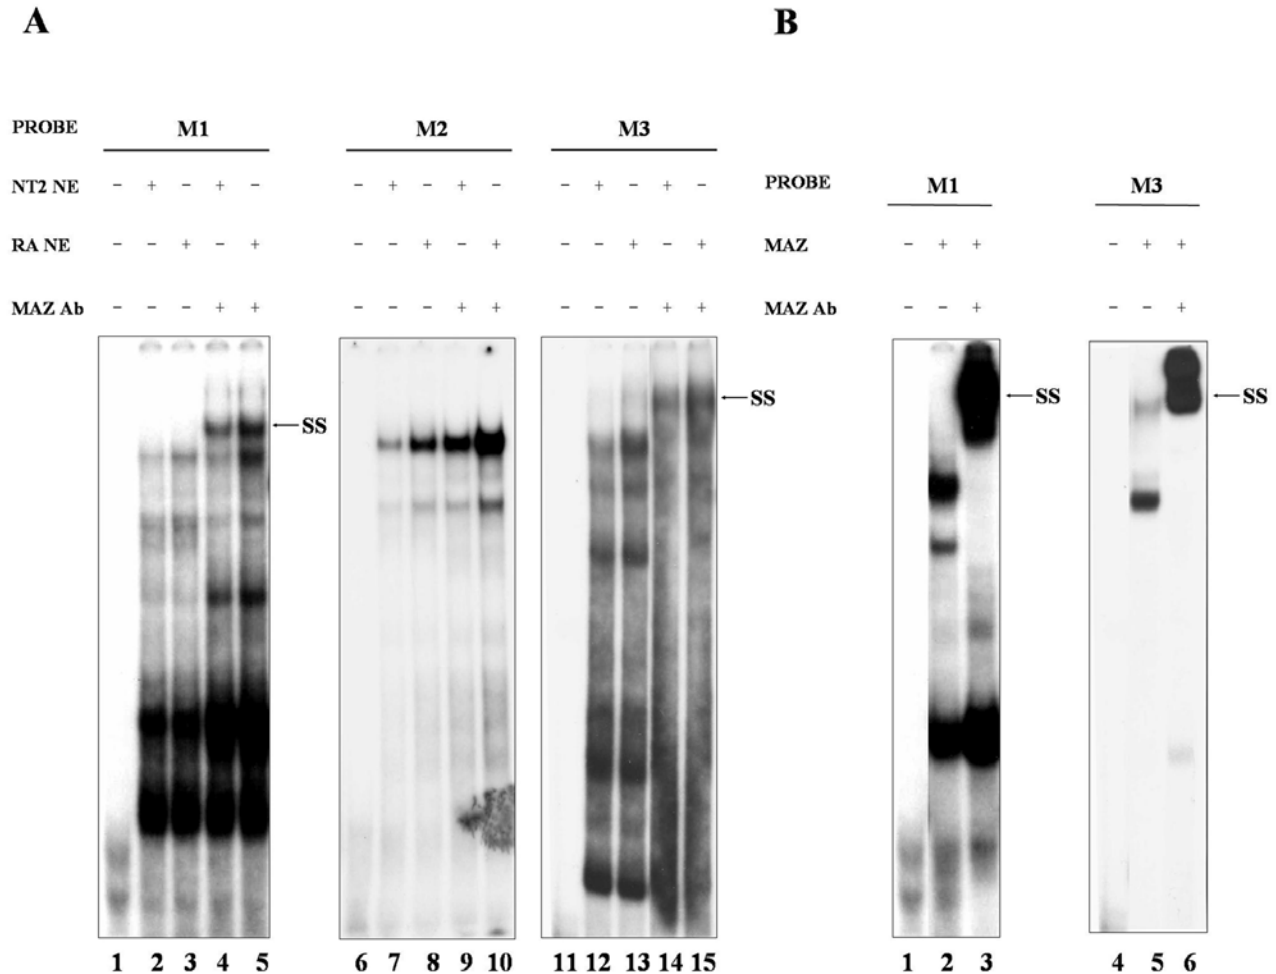 A B
PROBE M1 M2 M3
NT2 NE - + - + - - + - + - - + - + -
RA NE - - + - + - - + - + - - + - +
MAZ Ab - - - + + - - - + + - - - + +
SS
SS
1 2 3 4 5 6 7 8 9 10 11 12 13 14 15
PROBE M1 M3
MAZ - + + - + +
MAZ Ab - - + - - +
SS
SS
1 2 3 4 5 6